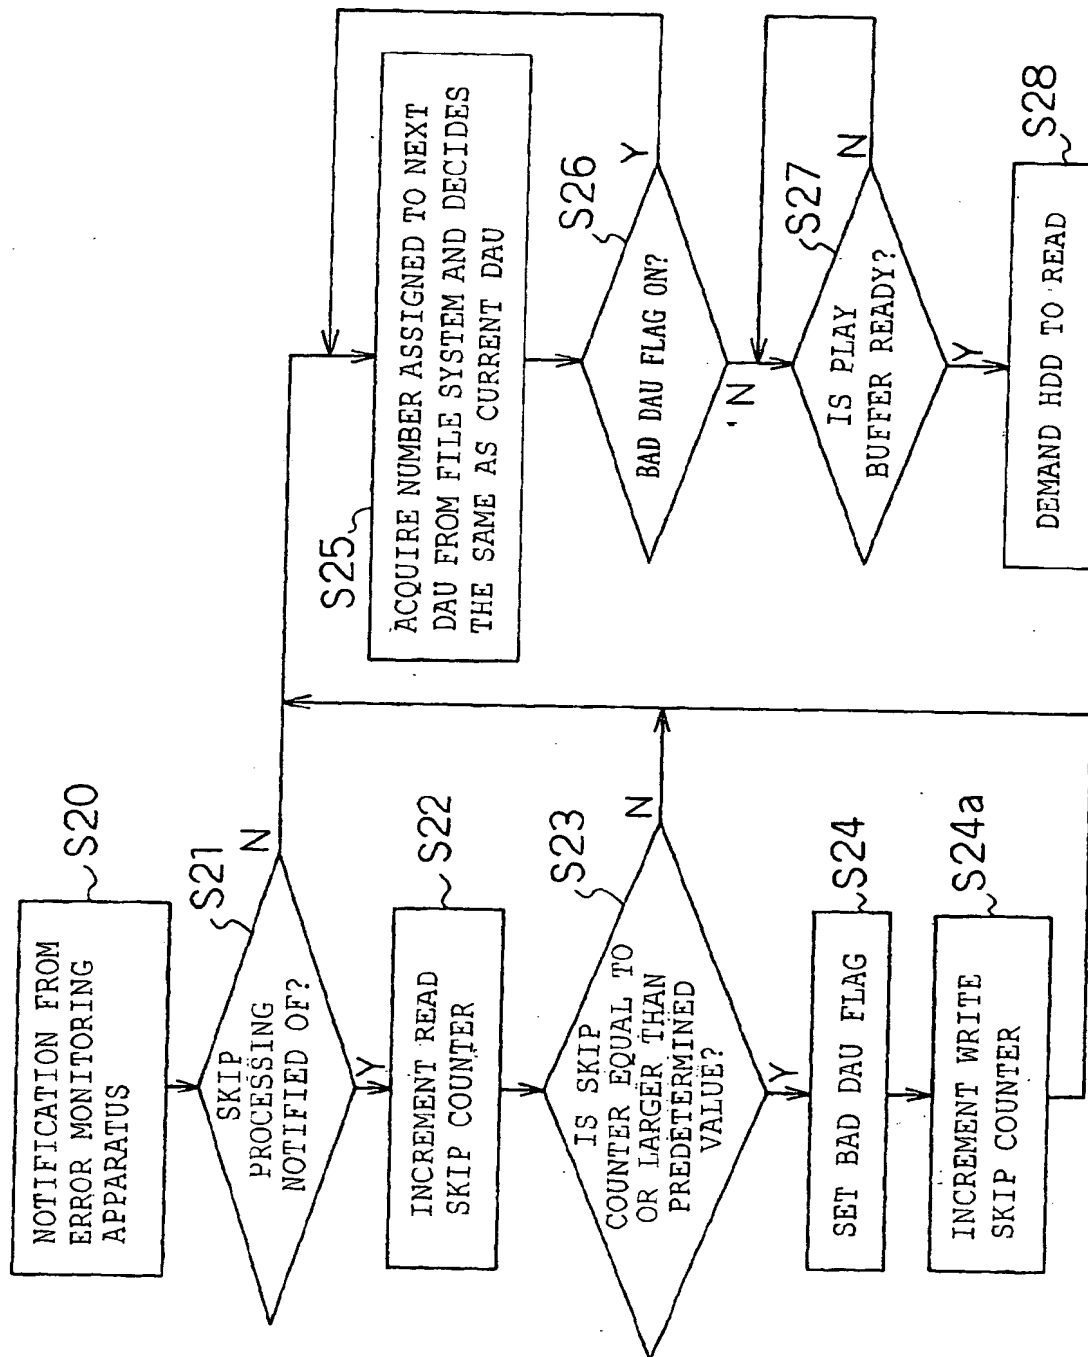 NOTIFICATION FROM
ERROR MONITORING
APPARATUS
S20
SKIP
PROCESSING
NOTIFIED OF?
S21
N
Y
INCREMENT READ
SKIP COUNTER
S22
IS SKIP
COUNTER EQUAL TO
OR LARGER THAN
PREDETERMINED
VALUE?
S23
N
Y
SET BAD DAU FLAG
S24
INCREMENT WRITE
SKIP COUNTER
S24a
S25
ACQUIRE NUMBER ASSIGNED TO NEXT
DAU FROM FILE SYSTEM AND DECIDES
THE SAME AS CURRENT DAU
BAD DAU FLAG ON?
S26
Y
N
IS PLAY
BUFFER READY?
S27
N
Y
DEMAND HDD TO READ
S28